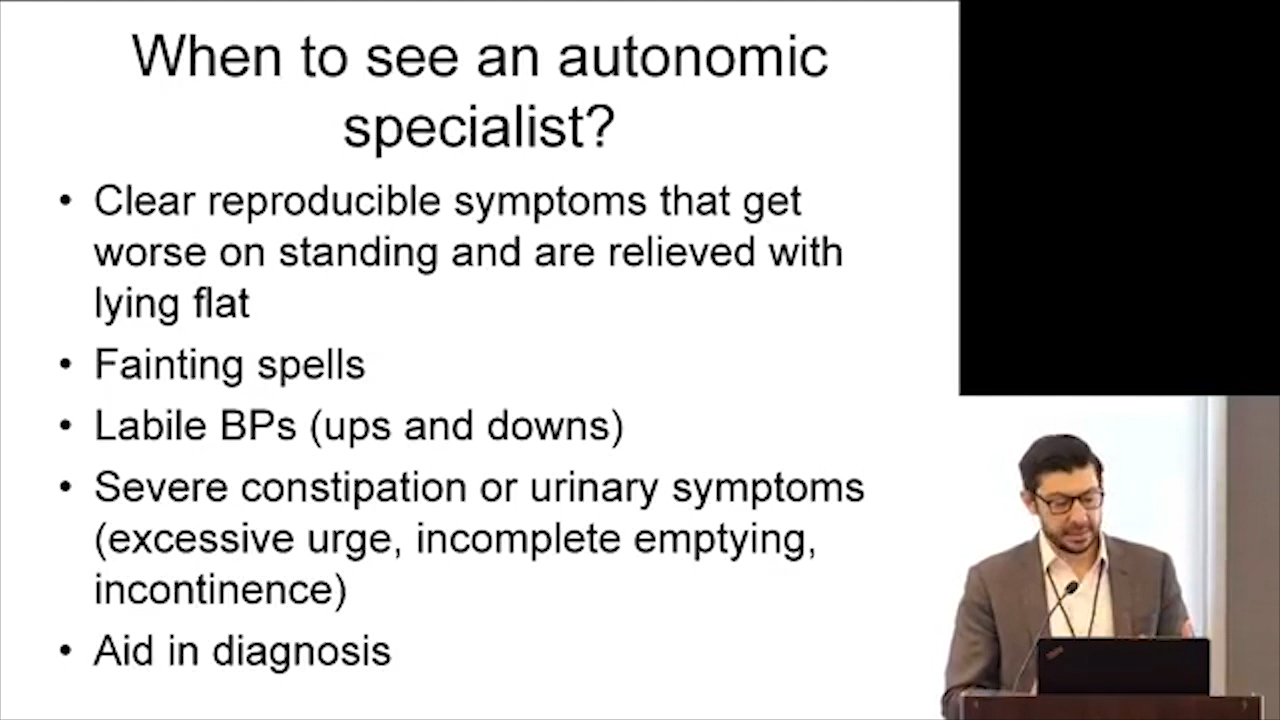 When to see an autonomic
specialist?
• Clear reproducible symptoms that get
worse on standing and are relieved with
lying flat
• Fainting spells
• Labile BPs (ups and downs)
• Severe constipation or urinary symptoms
(excessive urge, incomplete emptying,
incontinence)
• Aid in diagnosis